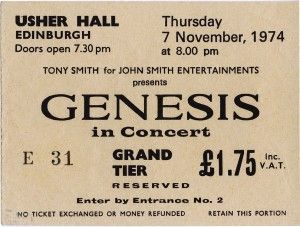 USHER HALL
EDINBURGH
Doors open 7.30 pm
Thursday
7 November, 1974
at 8.00 pm
TONY SMITH for JOHN SMITH ENTERTAINMENTS
presents
GENESIS
in Concert
E 31
GRAND
TIER
£1.75 inc.
V.A.T.
RESERVED
Enter by Entrance No. 2
NO TICKET EXCHANGED OR MONEY REFUNDED
RETAIN THIS PORTION